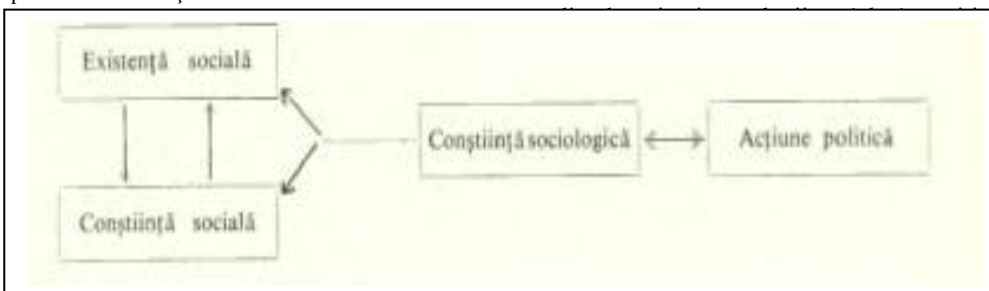 Existență socială
Conștiință sociologică
Acțiune politică
Conștiință socială